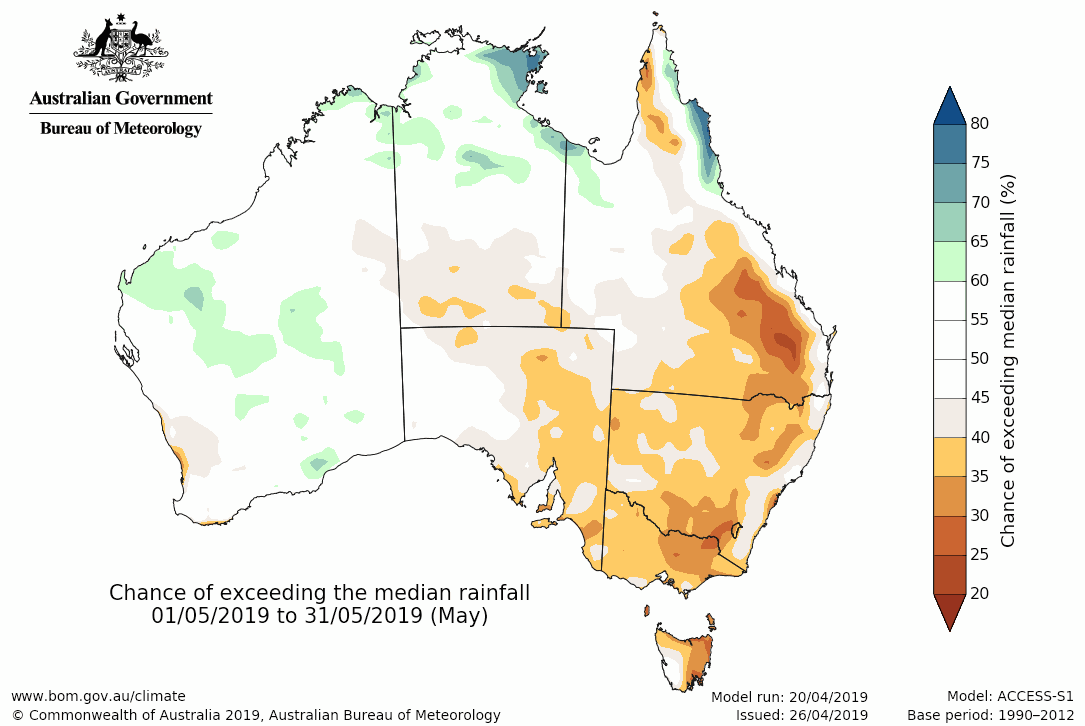 Australian Government
Bureau of Meteorology
80
75
70
65
60
55
50
45
40
35
30
25
20
Chance of exceeding median rainfall (%)
Chance of exceeding the median rainfall
01/05/2019 to 31/05/2019 (May)
www.bom.gov.au/climate
© Commonwealth of Australia 2019, Australian Bureau of Meteorology
Model run: 20/04/2019
Issued: 26/04/2019
Model: ACCESS-S1
Base period: 1990–2012